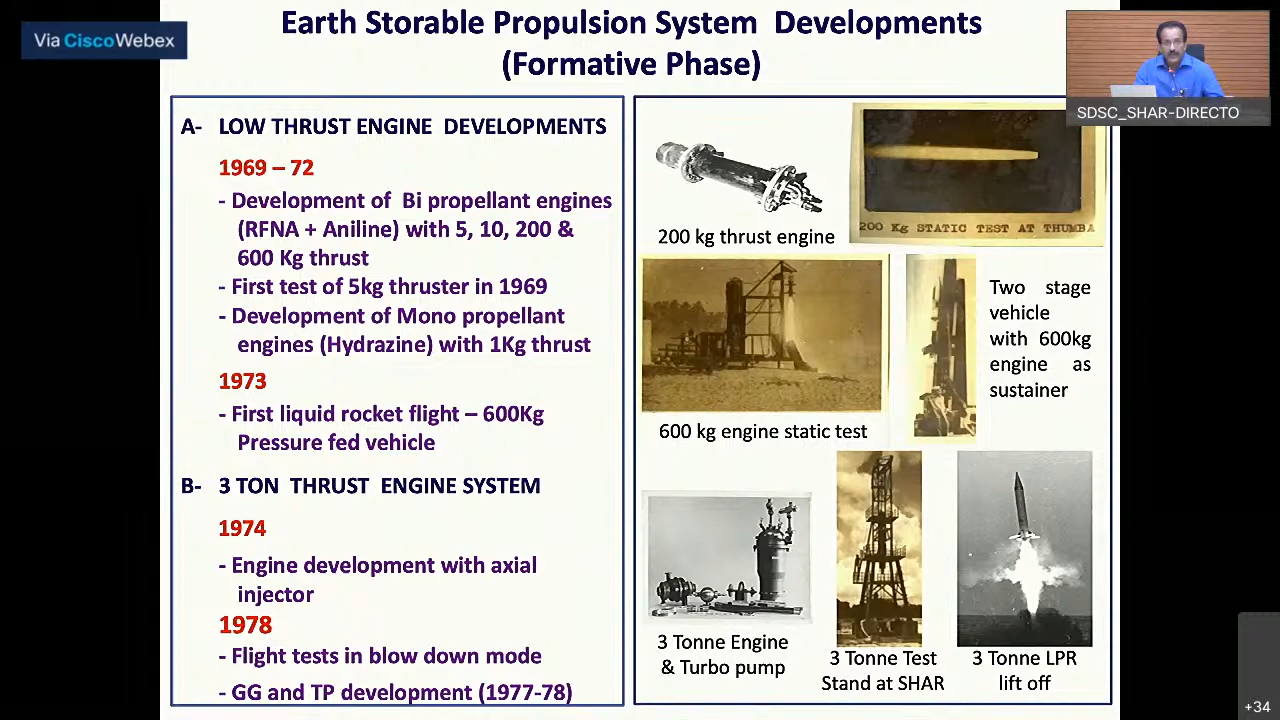 Via Cisco Webex
Earth Storable Propulsion System Developments
(Formative Phase)
SDSC_SHAR-DIRECTO
A- LOW THRUST ENGINE DEVELOPMENTS
1969 – 72
- Development of Bi propellant engines
(RFNA + Aniline) with 5, 10, 200 &
600 Kg thrust
- First test of 5kg thruster in 1969
- Development of Mono propellant
engines (Hydrazine) with 1Kg thrust
1973
- First liquid rocket flight – 600Kg
Pressure fed vehicle
B- 3 TON THRUST ENGINE SYSTEM
1974
- Engine development with axial
injector
1978
- Flight tests in blow down mode
- GG and TP development (1977-78)
200 kg thrust engine
200 Kg STATIC TEST AT THUMBA
600 kg engine static test
Two stage
vehicle
with 600kg
engine as
sustainer
3 Tonne Engine
& Turbo pump
3 Tonne Test
Stand at SHAR
3 Tonne LPR
lift off
+34